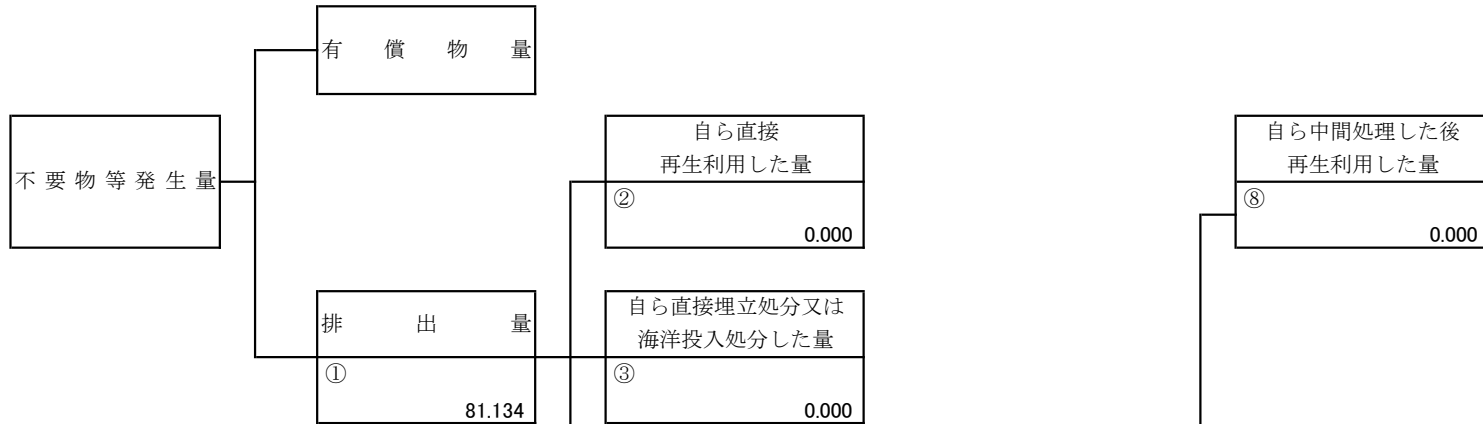 有償物量
不要物等発生量
自ら直接
再生利用した量
②
0.000
自ら中間処理した後
再生利用した量
⑧
0.000
排出量
①
81.134
自ら直接埋立処分又は
海洋投入処分した量
③
0.000